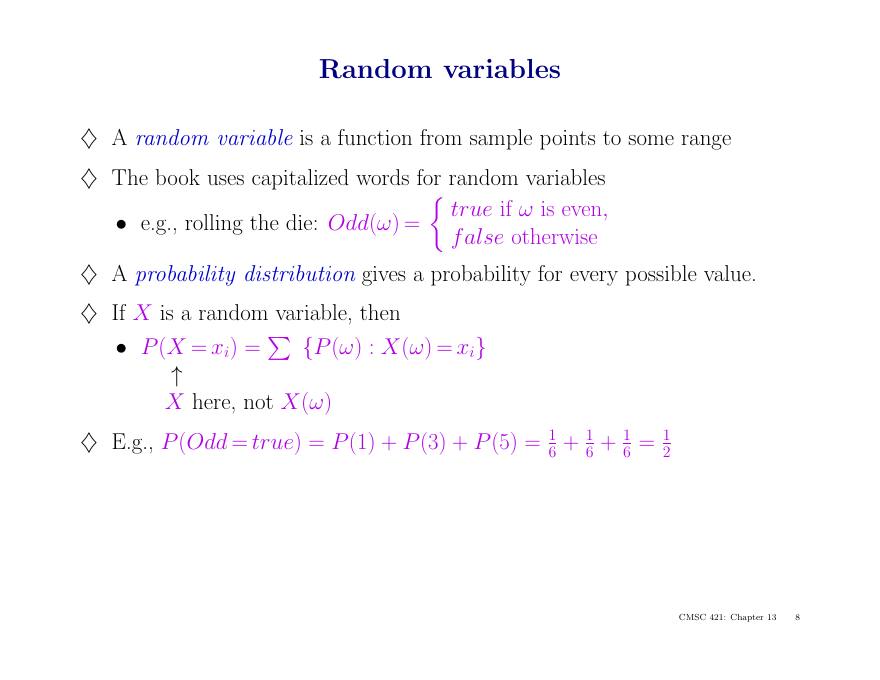 Random variables
♢ A random variable is a function from sample points to some range
♢ The book uses capitalized words for random variables
• e.g., rolling the die: Odd(ω) = { true if ω is even,
false otherwise
♢ A probability distribution gives a probability for every possible value.
♢ If X is a random variable, then
• P(X = xᵢ) = ∑ {P(ω) : X(ω) = xᵢ}
↑
X here, not X(ω)
♢ E.g., P(Odd = true) = P(1) + P(3) + P(5) = 1/6 + 1/6 + 1/6 = 1/2
CMSC 421: Chapter 13 8